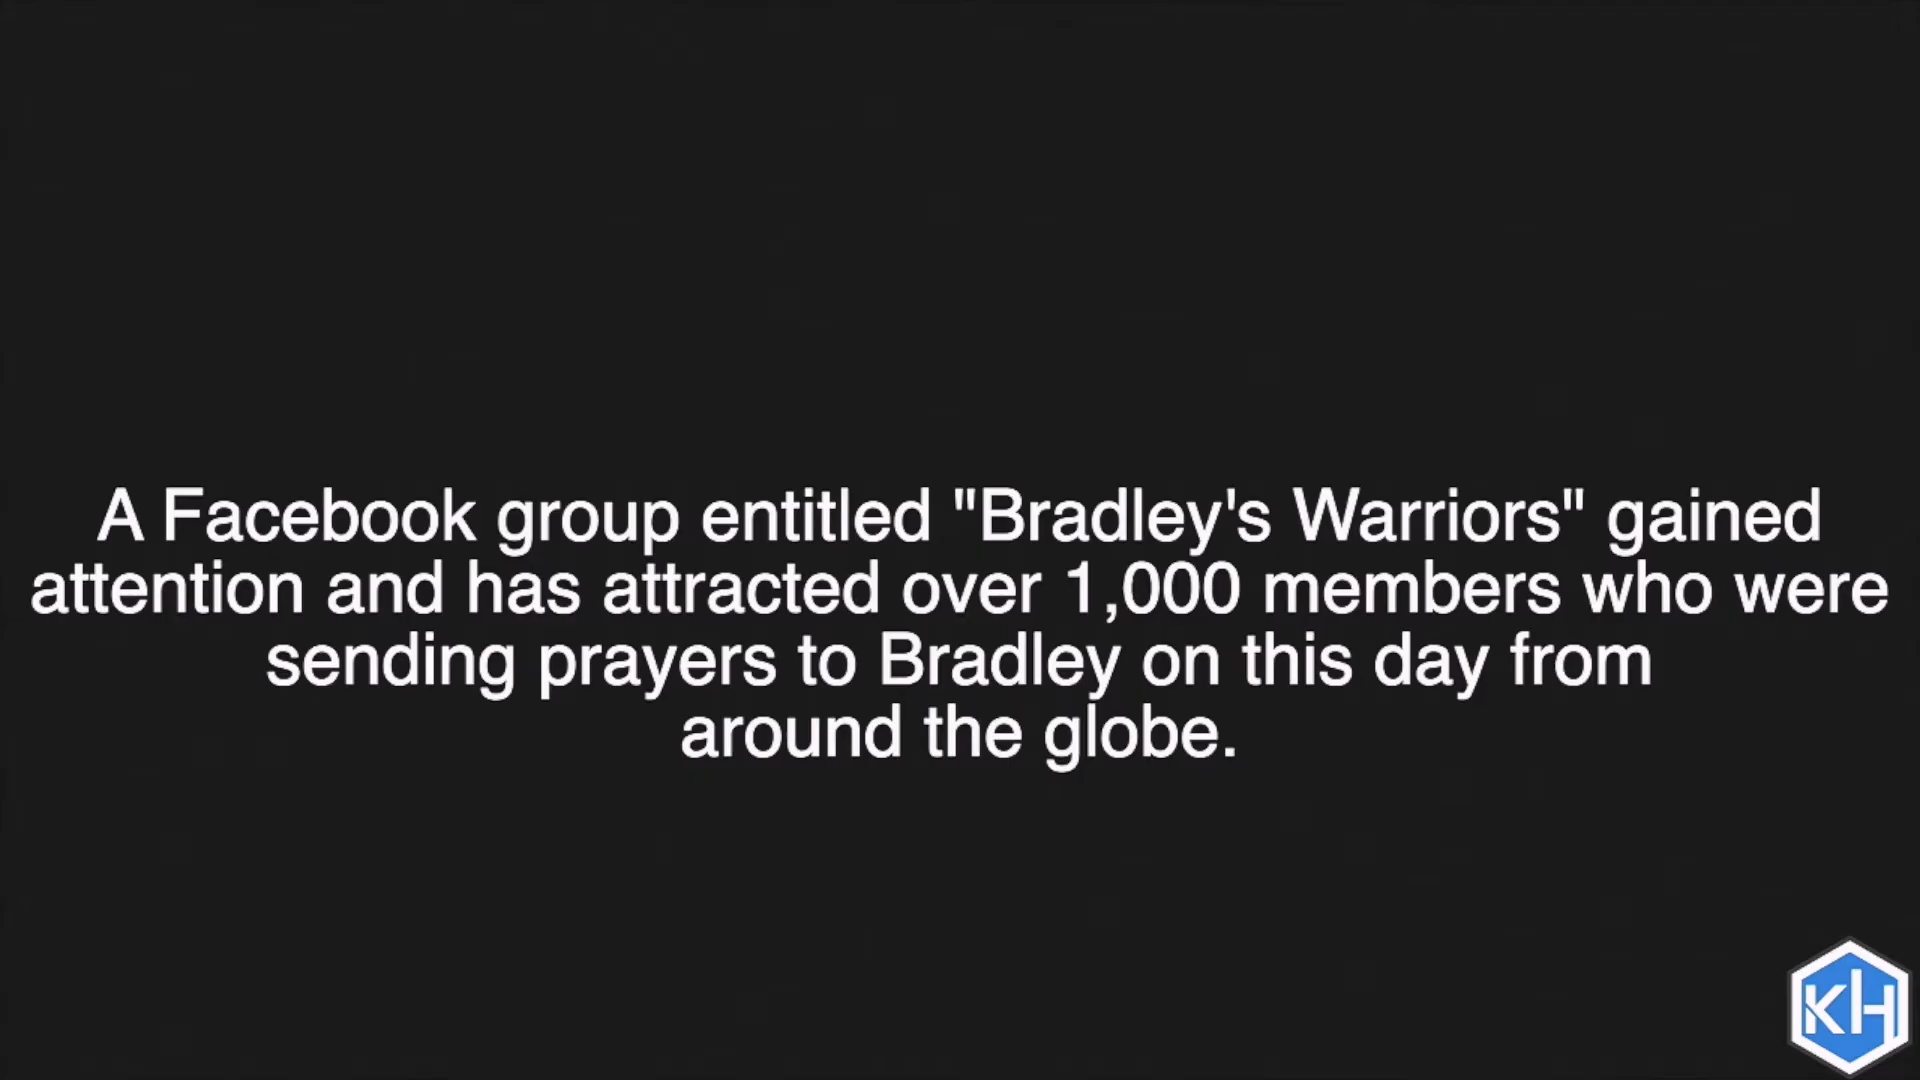 A Facebook group entitled "Bradley's Warriors" gained
attention and has attracted over 1,000 members who were
sending prayers to Bradley on this day from
around the globe.
KH